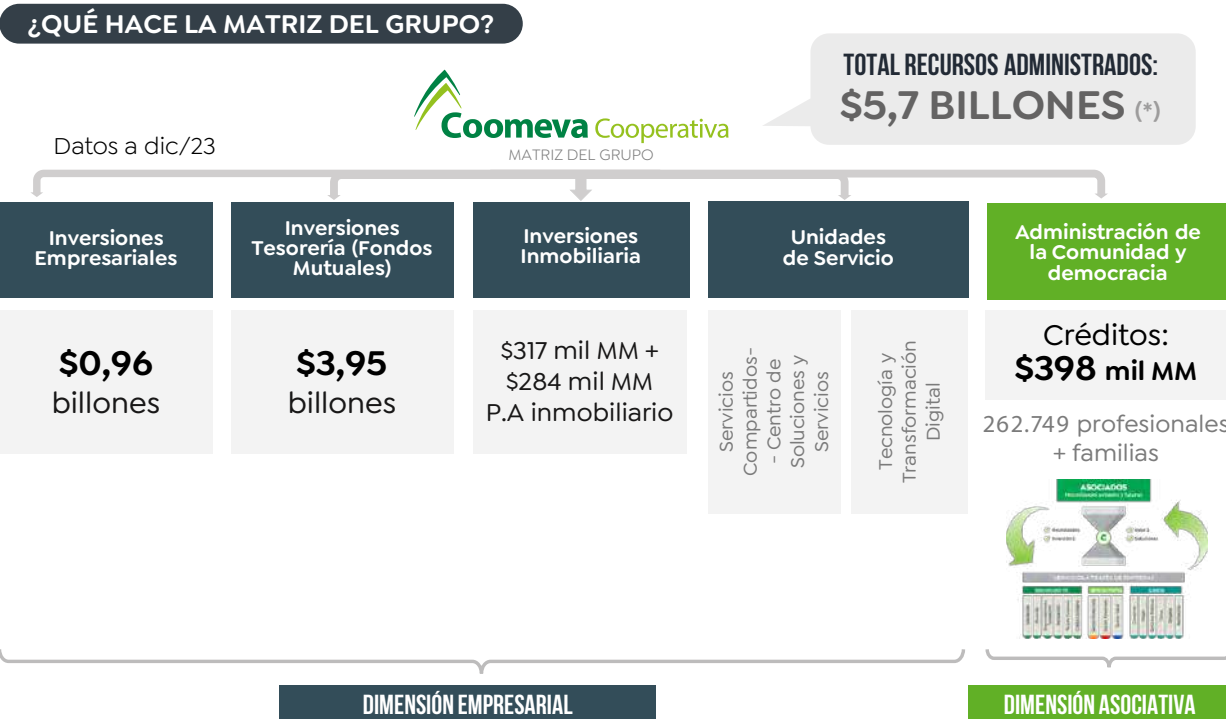 ¿QUÉ HACE LA MATRIZ DEL GRUPO?
TOTAL RECURSOS ADMINISTRADOS:
$5,7 BILLONES (*)
Coomeva Cooperativa
MATRIZ DEL GRUPO
Datos a dic/23
Inversiones
Empresariales
Inversiones
Tesorería (Fondos
Mutuales)
Inversiones
Inmobiliaria
Unidades
de Servicio
Administración de
la Comunidad y
democracia
$0,96
billones
$3,95
billones
$317 mil MM +
$284 mil MM
P.A inmobiliario
Servicios
Compartidos-
- Centro de
Soluciones y
Servicios
Tecnología y
Transformación
Digital
Créditos:
$398 mil MM
262.749 profesionales
+ familias
ASOCIADOS
DIMENSIÓN EMPRESARIAL
DIMENSIÓN ASOCIATIVA